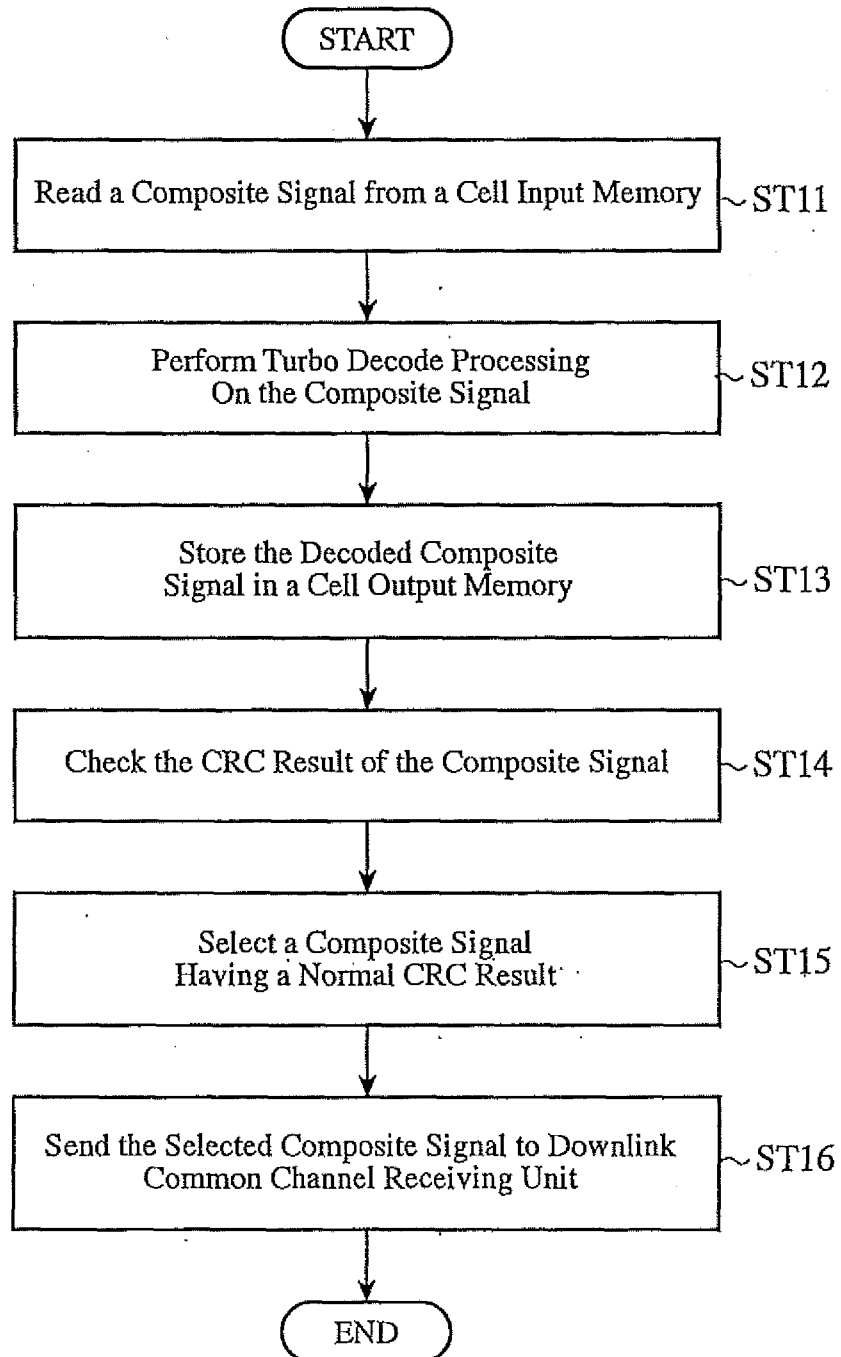 START
Read a Composite Signal from a Cell Input Memory
ST11
Perform Turbo Decode Processing
On the Composite Signal
ST12
Store the Decoded Composite
Signal in a Cell Output Memory
ST13
Check the CRC Result of the Composite Signal
ST14
Select a Composite Signal
Having a Normal CRC Result
ST15
Send the Selected Composite Signal to Downlink
Common Channel Receiving Unit
ST16
END